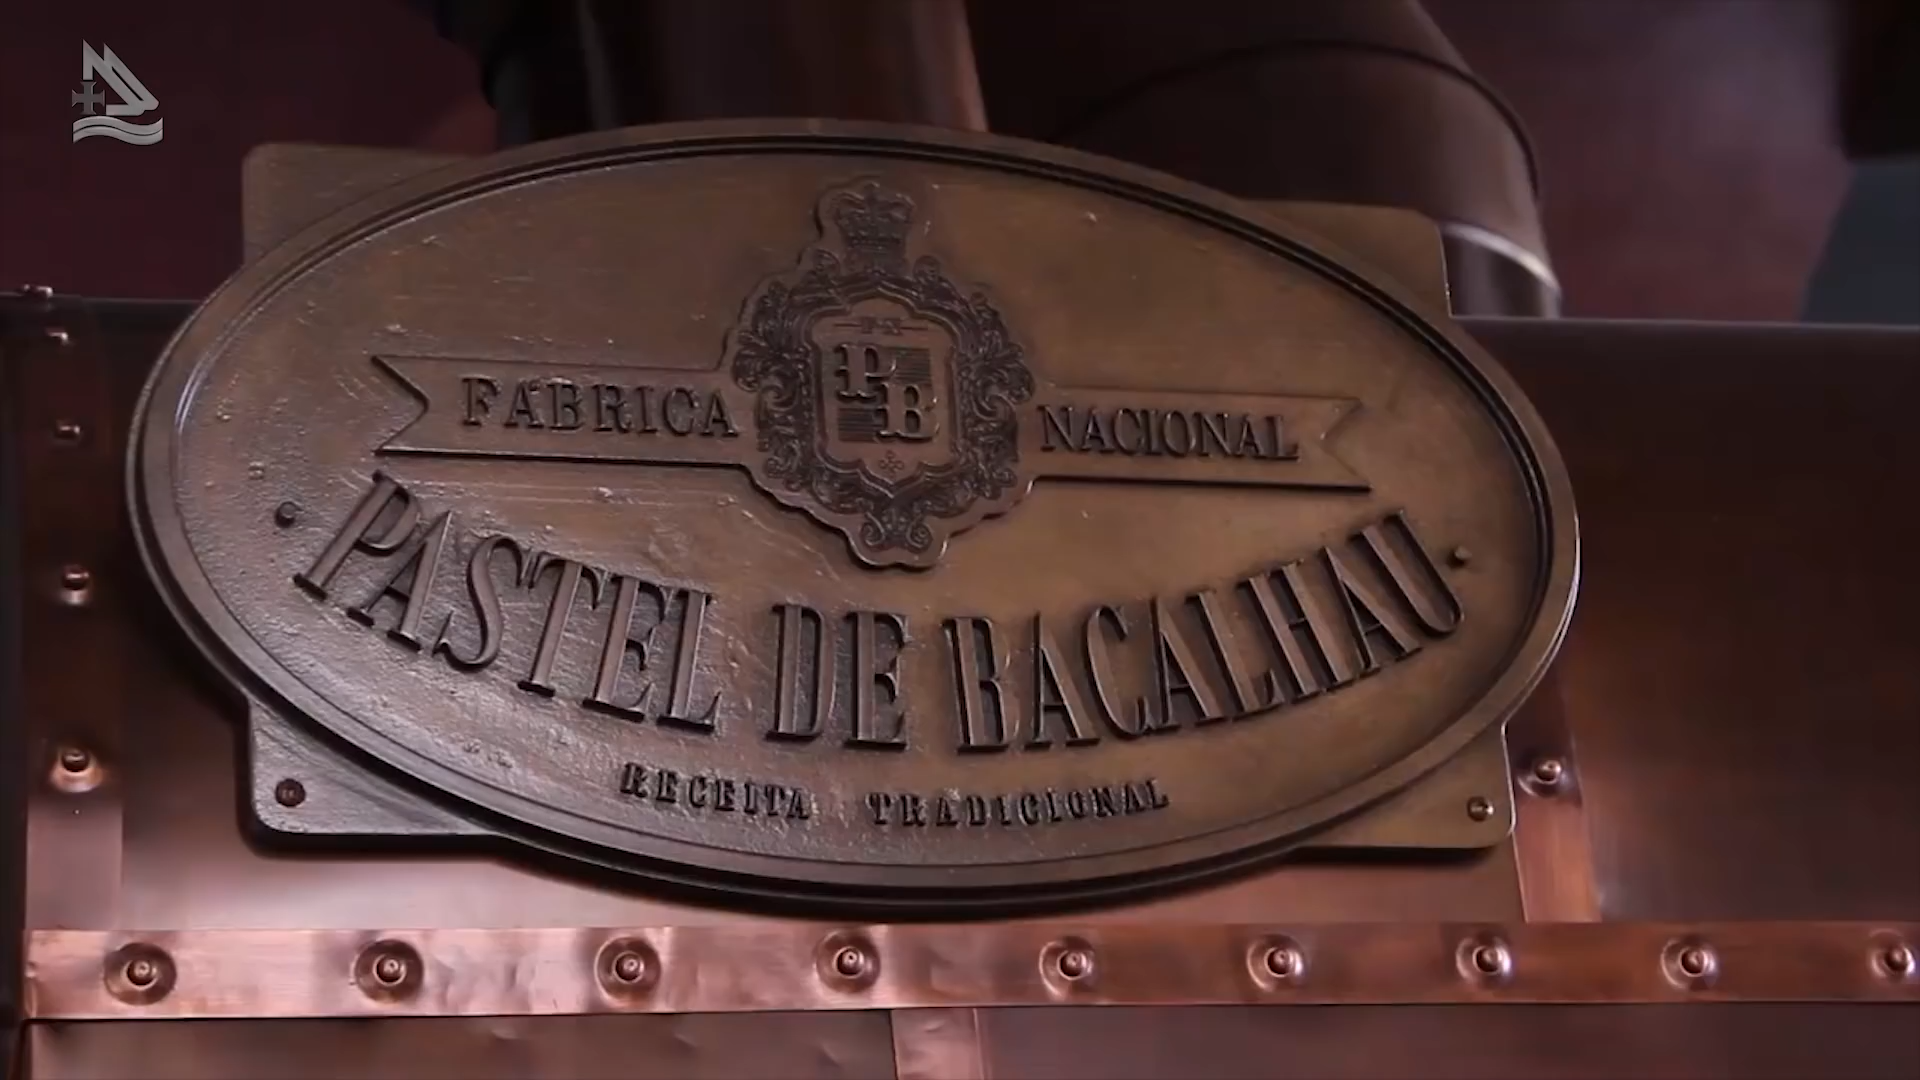 FÁBRICA NACIONAL
PB
PASTEL DE BACALHAU
RECEITA TRADICIONAL